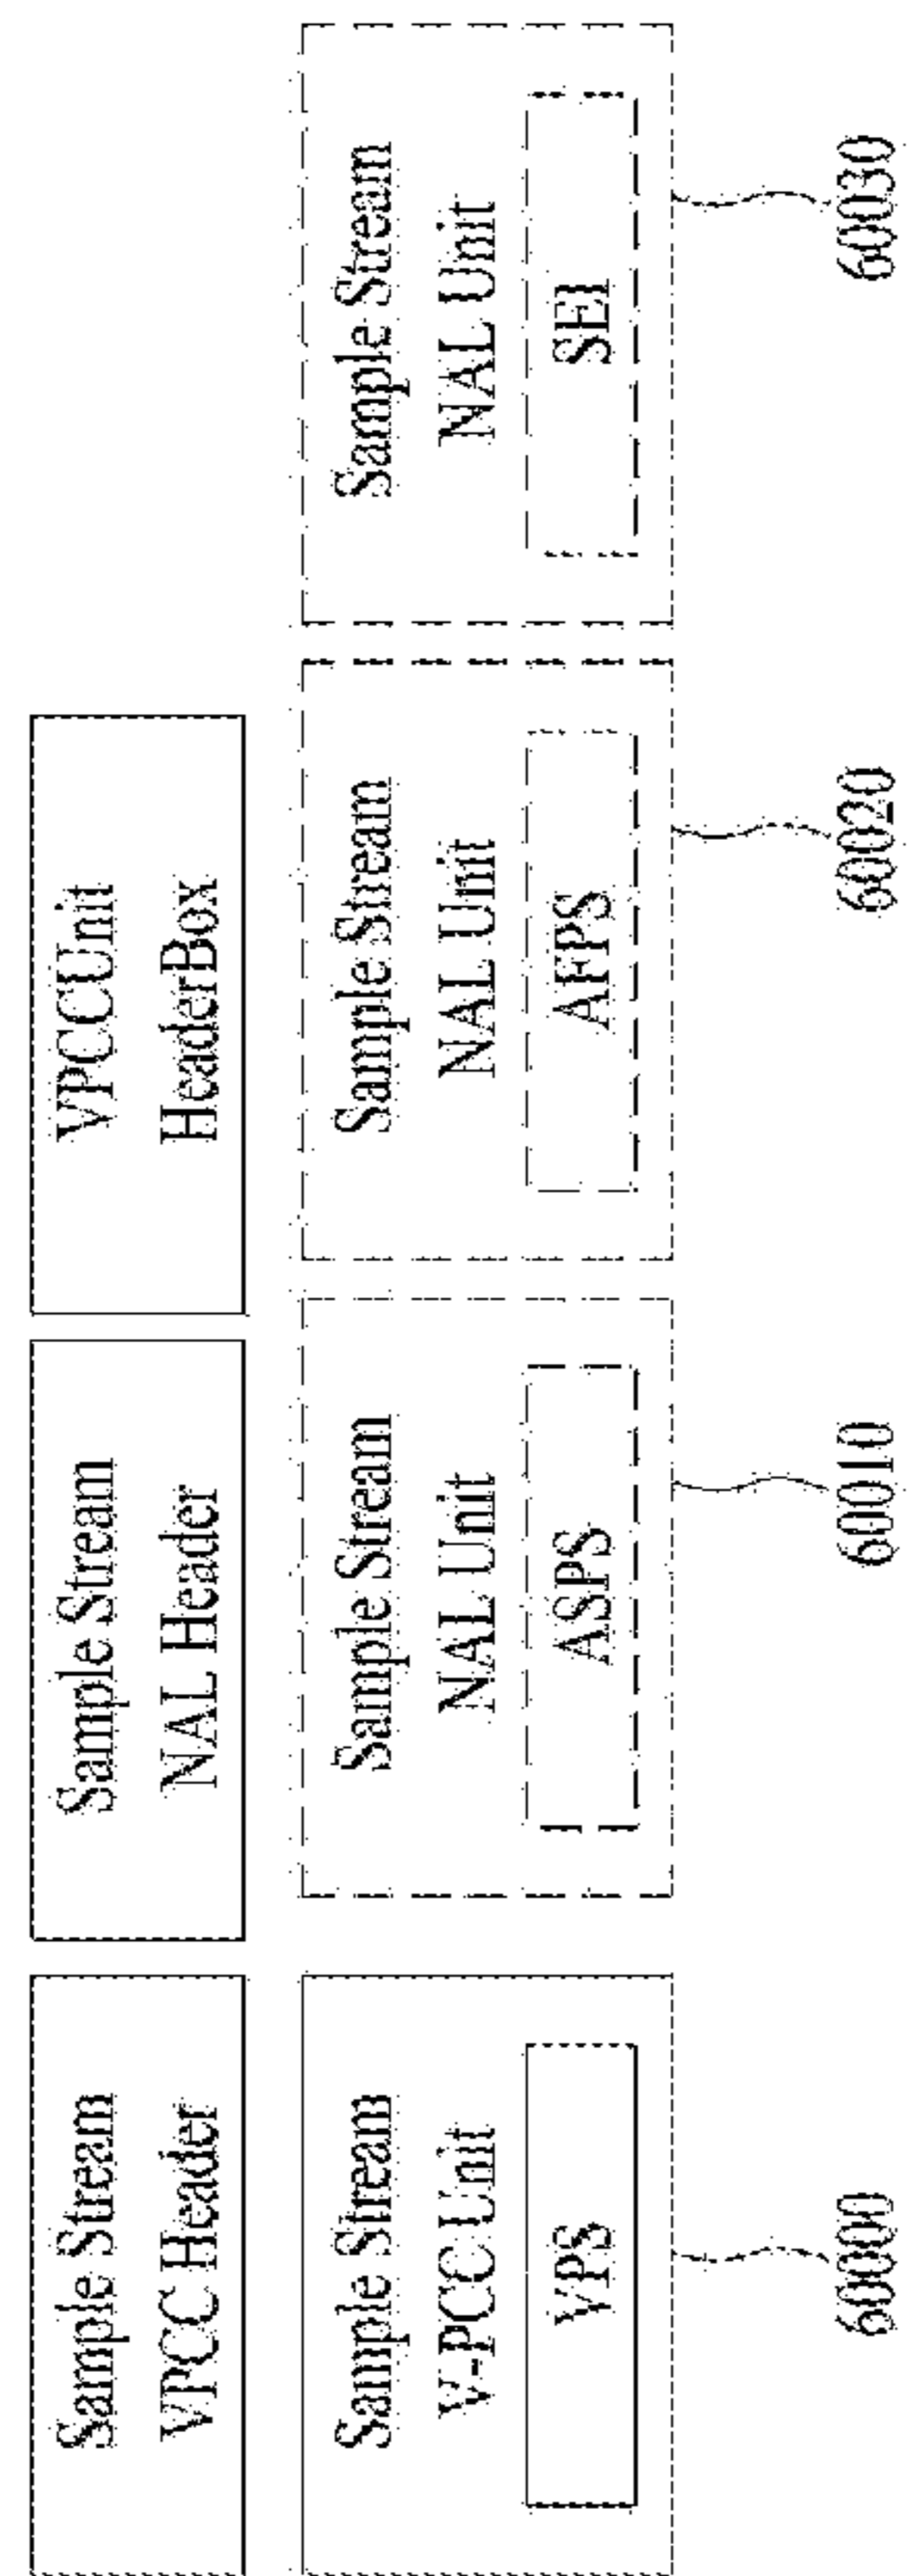 Sample Stream
VPCC Header
Sample Stream
NAL Header
VPCCUnit
HeaderBox
Sample Stream
V-PCC Unit
VPS
Sample Stream
NAL Unit
ASPS
Sample Stream
NAL Unit
AFPS
Sample Stream
NAL Unit
SEI
60000
60010
60020
60030